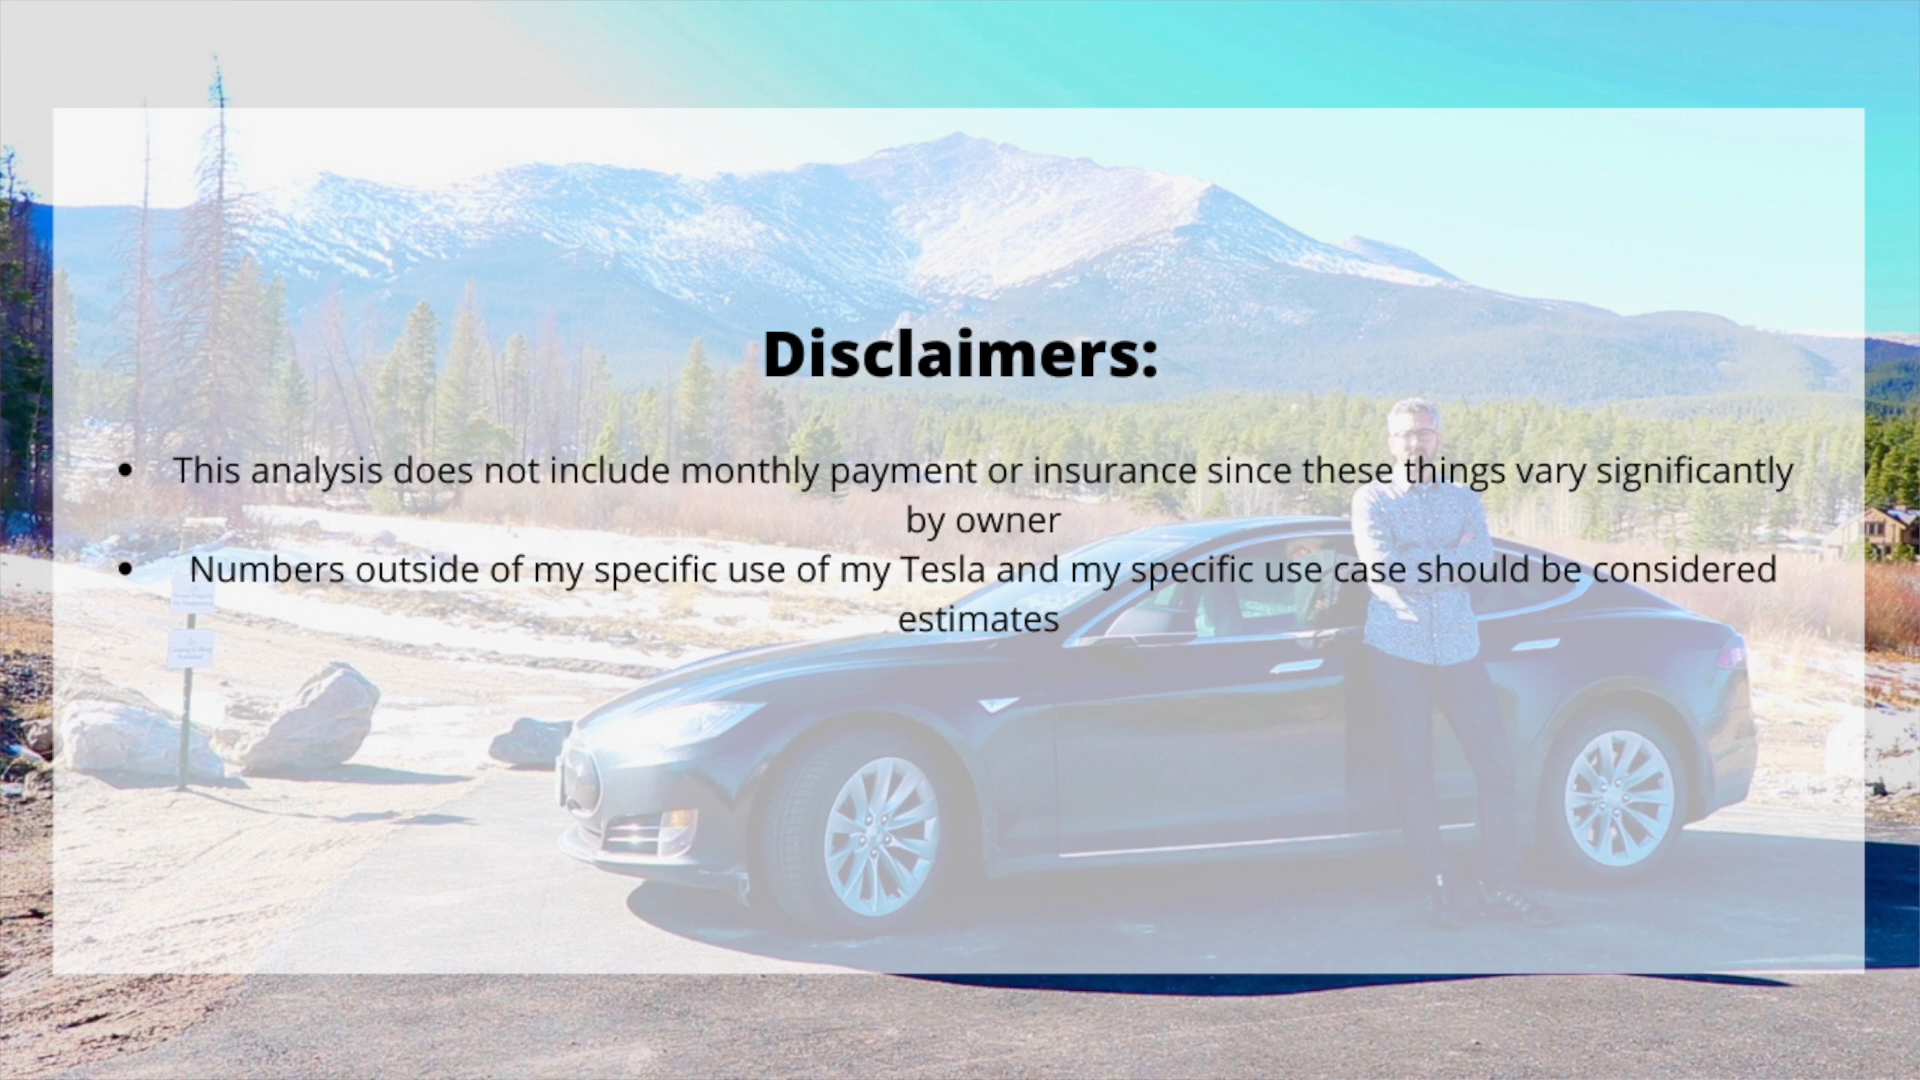 Disclaimers:
• This analysis does not include monthly payment or insurance since these things vary significantly
by owner
• Numbers outside of my specific use of my Tesla and my specific use case should be considered
estimates